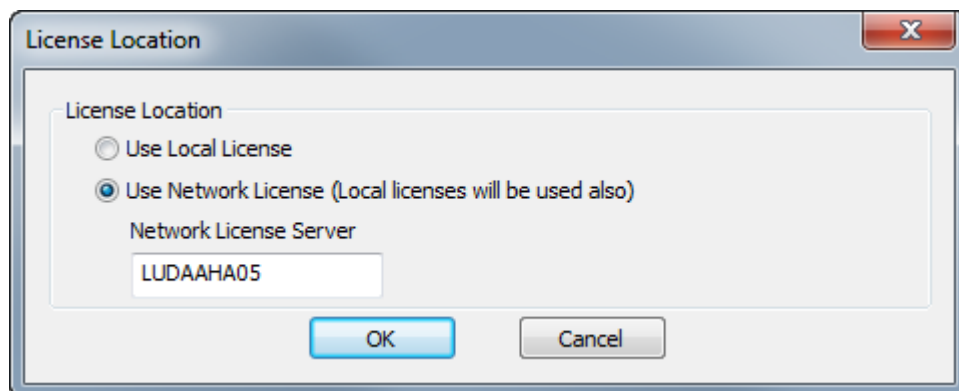 License Location
License Location
Use Local License
Use Network License (Local licenses will be used also)
Network License Server
LUDAAHA05
OK Cancel